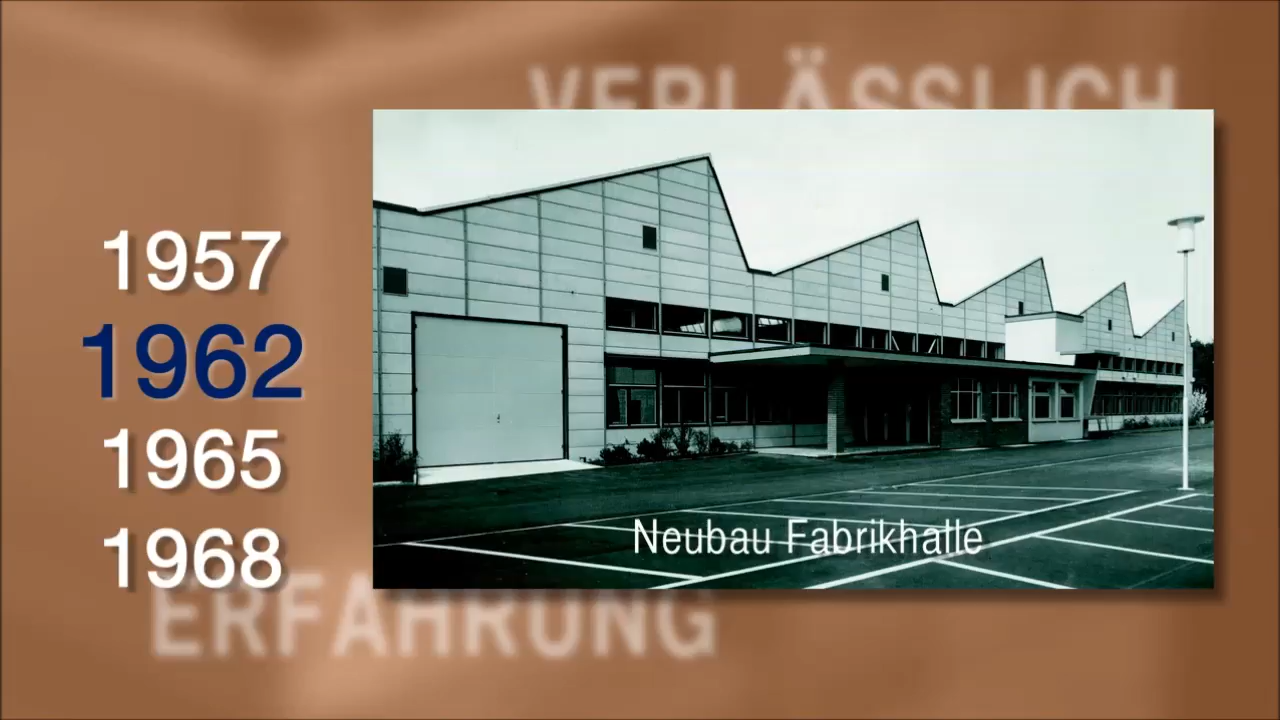 VERLÄSSLICH
1957
1962
1965
1968
Neubau Fabrikhalle
ERFAHRUNG